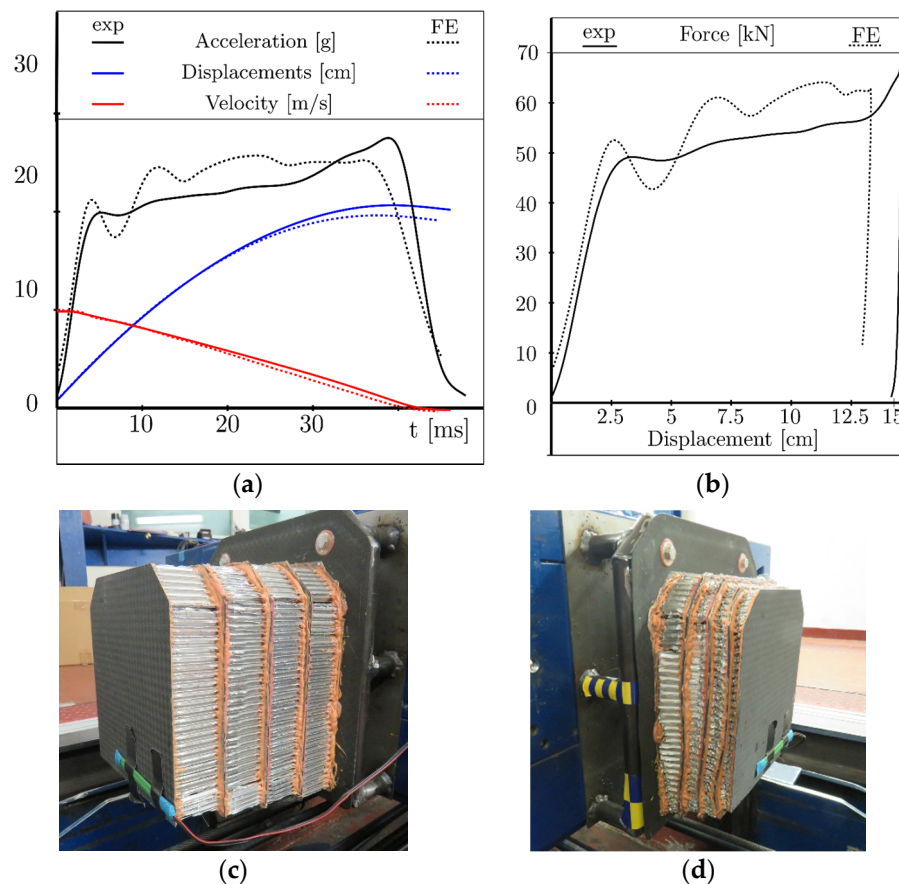 exp Acceleration [g] FE
Displacements [cm]
Velocity [m/s]
30
20
10
0
10 20 30 t [ms]
(a)
exp Force [kN] FE
70
60
50
40
30
20
10
0
2.5 5 7.5 10 12.5 15
Displacement [cm]
(b)
(c)
(d)